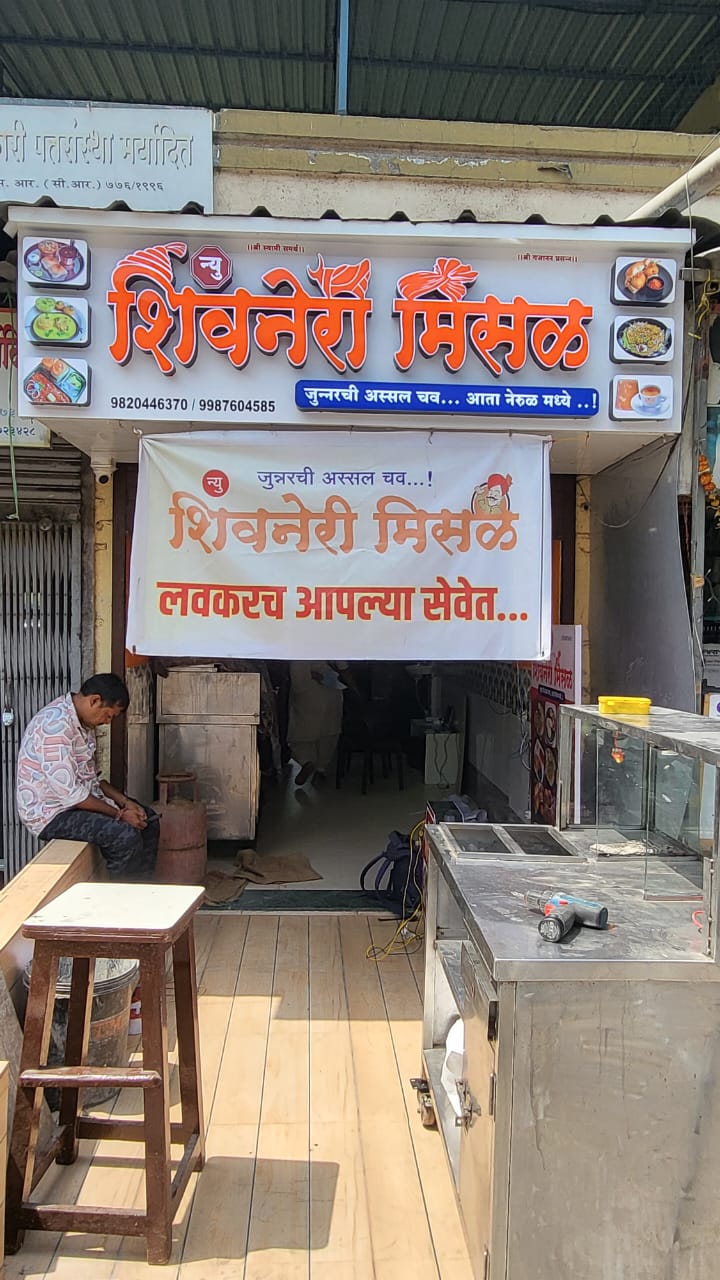 री पतसंस्था मर्यादित
आर. (सी.आर.) ७७६/१९९६
।।श्री स्वामी समर्थ।।
।।श्री गजानन प्रसन्न।।
न्यु
शिवनेरी मिसळ
9820446370 / 9987604585
जुन्नरची अस्सल चव... आता नेरुळ मध्ये ..!
जुन्नरची अस्सल चव...!
न्यु
शिवनेरी मिसळ
लवकरच आपल्या सेवेत...
मिसळ